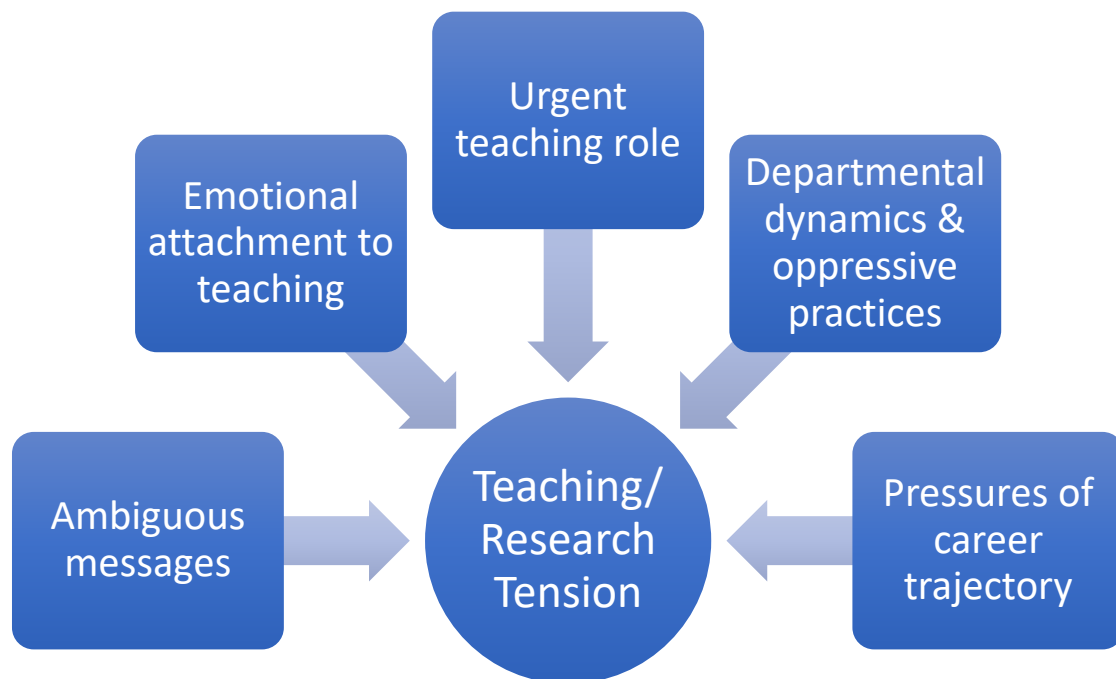 Urgent
teaching role
Emotional
attachment to
teaching
Departmental
dynamics &
oppressive
practices
Ambiguous
messages
Teaching/
Research
Tension
Pressures of
career
trajectory